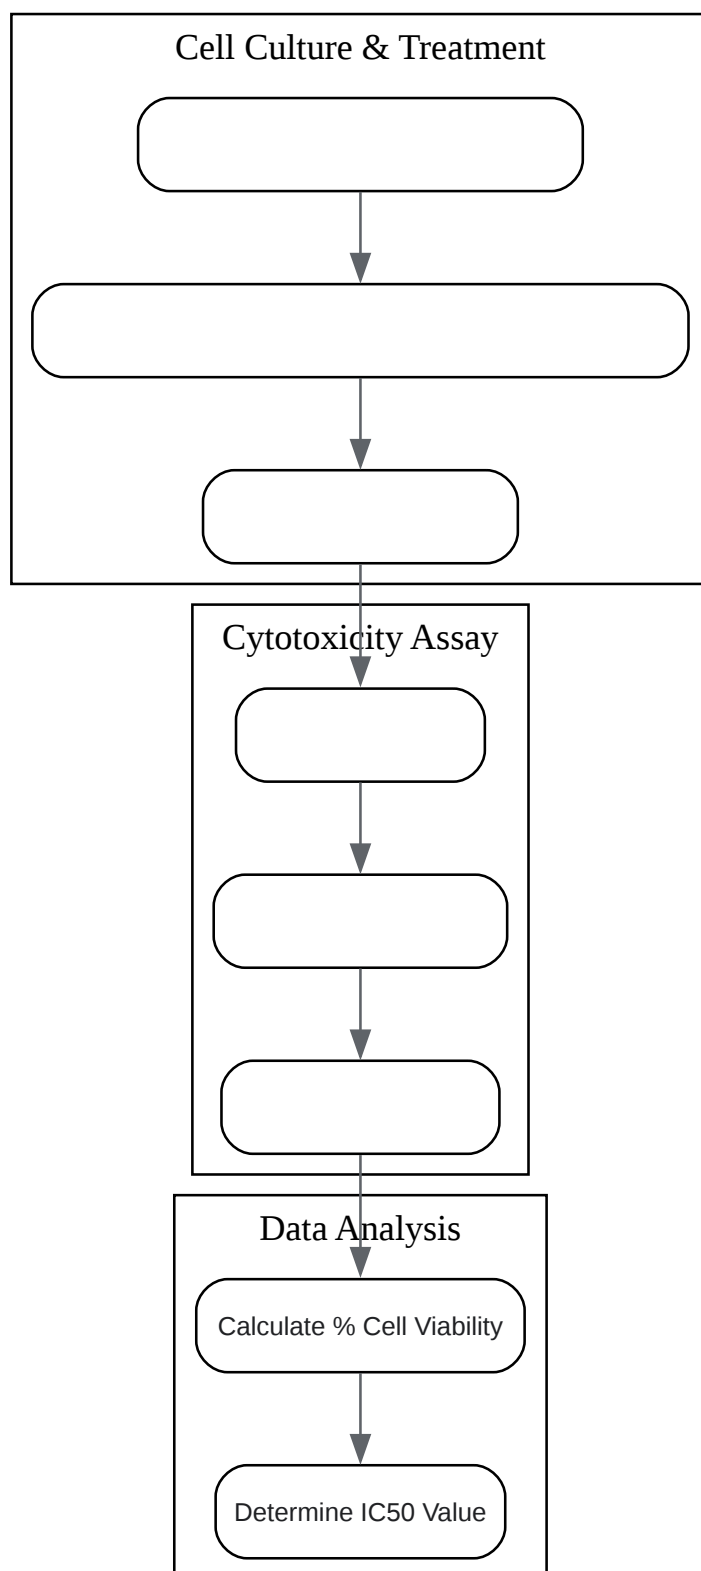 Cell Culture & Treatment
Cytotoxicity Assay
Data Analysis
Calculate % Cell Viability
Determine IC50 Value